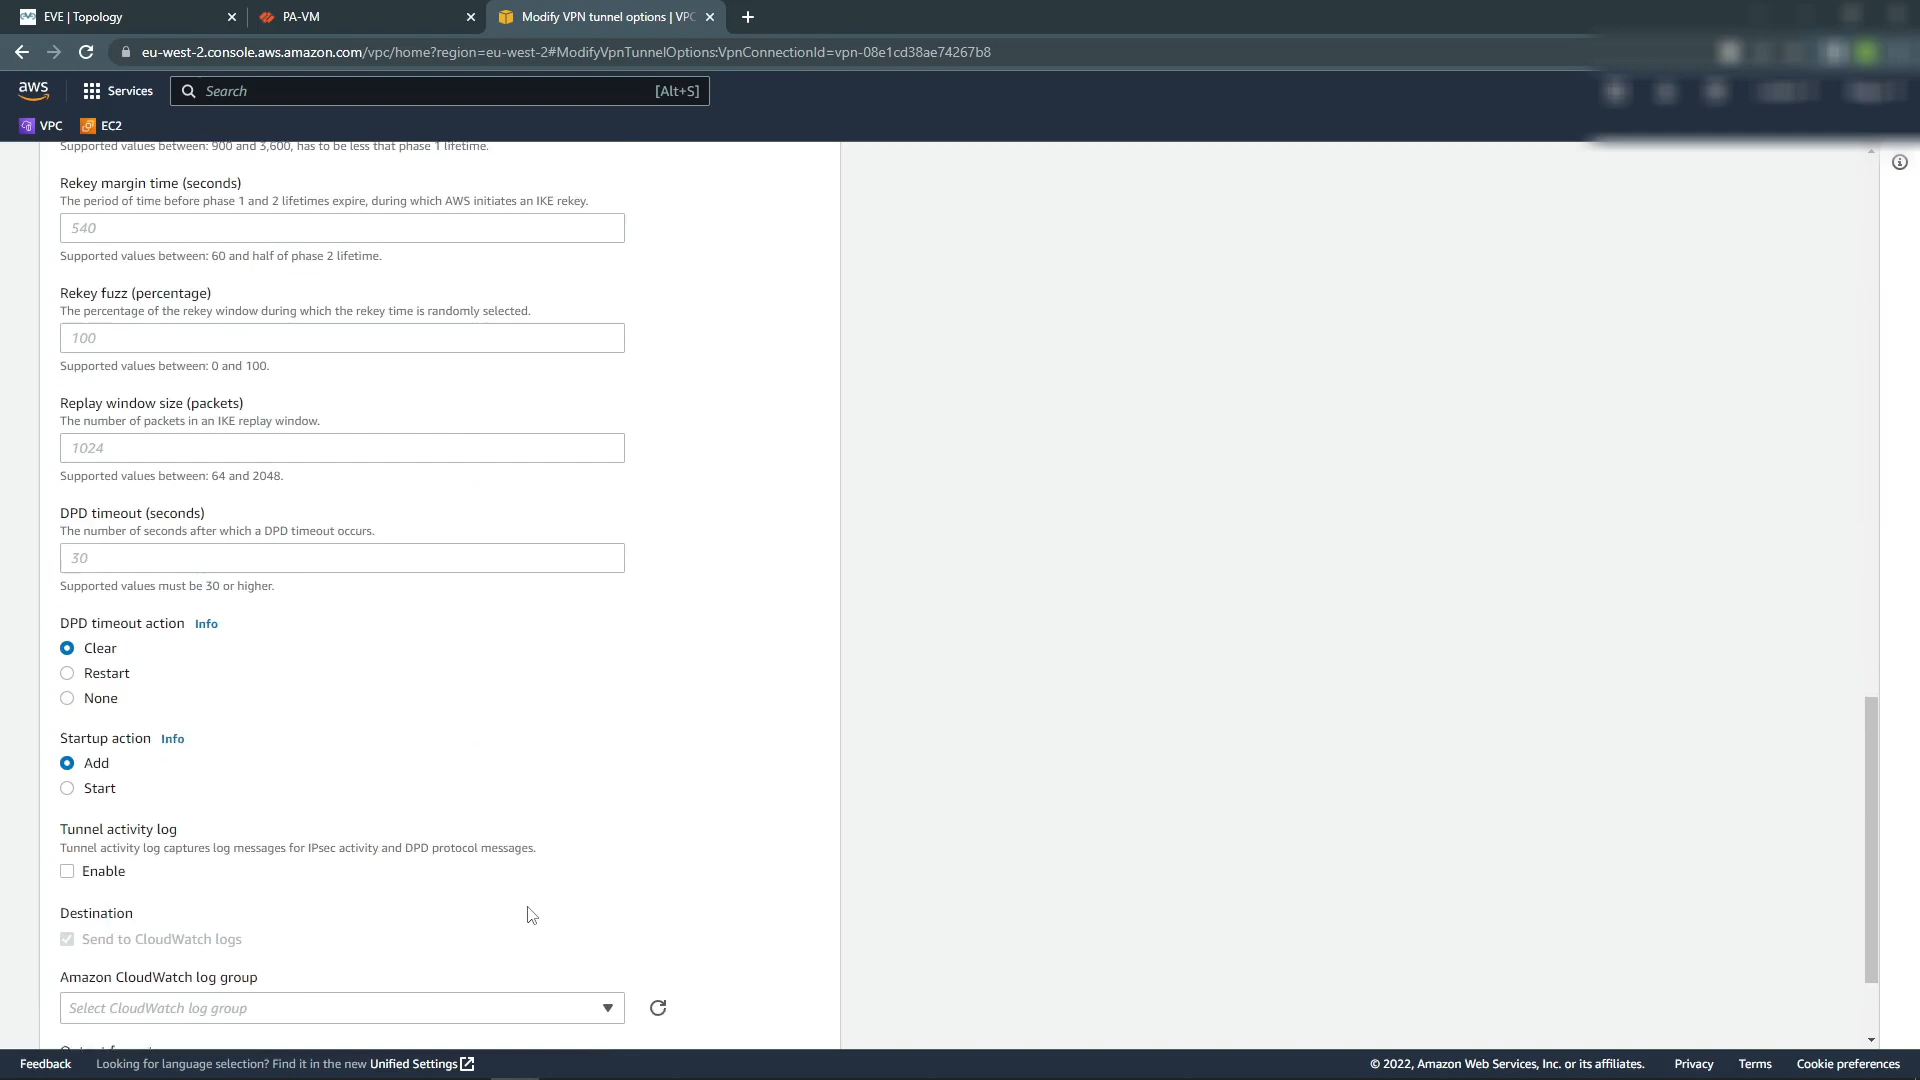 EVE | Topology
PA-VM
Modify VPN tunnel options | VPC
eu-west-2.console.aws.amazon.com/vpc/home?region=eu-west-2#ModifyVpnTunnelOptions:VpnConnectionId=vpn-08e1cd38ae74267b8
aws
Services
Search
[Alt+S]
VPC
EC2
Supported values between: 900 and 3,600, has to be less that phase 1 lifetime.
Rekey margin time (seconds)
The period of time before phase 1 and 2 lifetimes expire, during which AWS initiates an IKE rekey.
540
Supported values between: 60 and half of phase 2 lifetime.
Rekey fuzz (percentage)
The percentage of the rekey window during which the rekey time is randomly selected.
100
Supported values between: 0 and 100.
Replay window size (packets)
The number of packets in an IKE replay window.
1024
Supported values between: 64 and 2048.
DPD timeout (seconds)
The number of seconds after which a DPD timeout occurs.
30
Supported values must be 30 or higher.
DPD timeout action Info
Clear
Restart
None
Startup action Info
Add
Start
Tunnel activity log
Tunnel activity log captures log messages for IPsec activity and DPD protocol messages.
Enable
Destination
Send to CloudWatch logs
Amazon CloudWatch log group
Select CloudWatch log group
Feedback
Looking for language selection? Find it in the new Unified Settings
© 2022, Amazon Web Services, Inc. or its affiliates.
Privacy
Terms
Cookie preferences